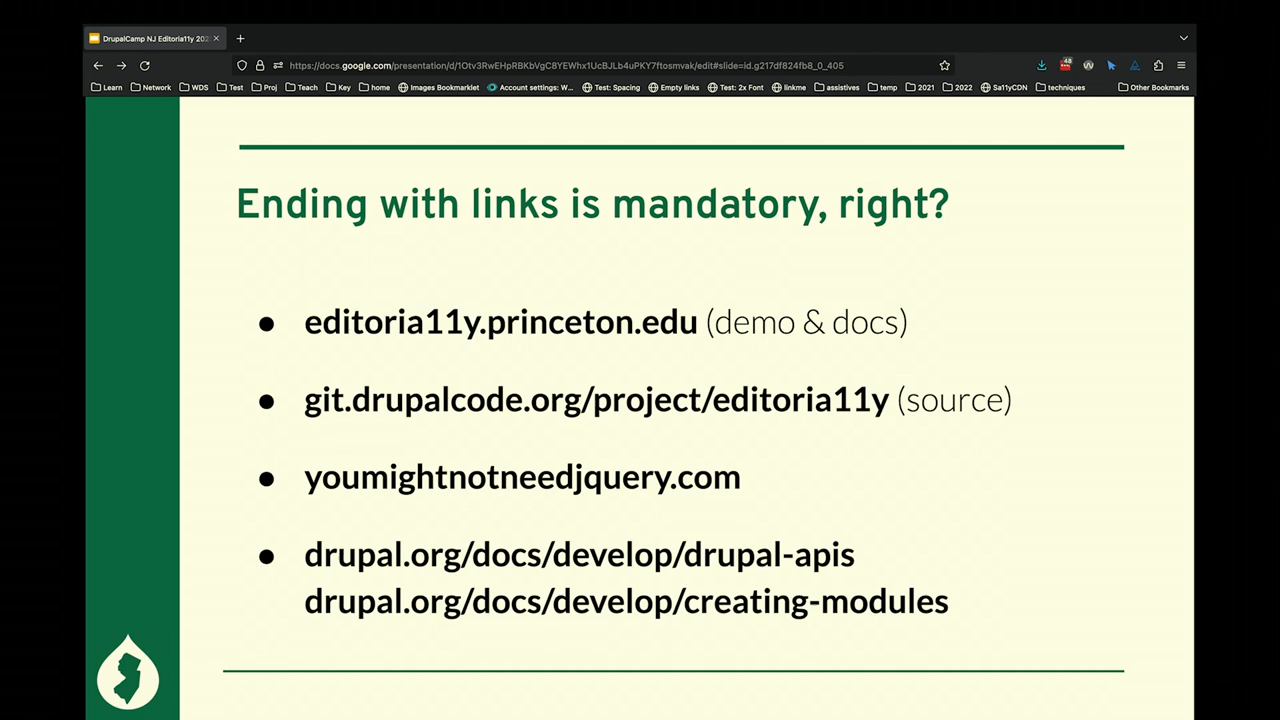 DrupalCamp NJ Editoria11y 202
https://docs.google.com/presentation/d/1Otv3RwEHpRBKbVgC8YEWhx1UcBJLb4uPKY7ftosmvak/edit#slide=id.g217df824fb8_0_405
48
Learn Network WDS Test Proj Teach Key home Images Bookmarklet Account settings: W... Test: Spacing Empty links Test: 2x Font linkme assistives temp 2021 2022 Sa11yCDN techniques Other Bookmarks
Ending with links is mandatory, right?
● editoria11y.princeton.edu (demo & docs)
● git.drupalcode.org/project/editoria11y (source)
● youmightnotneedjquery.com
● drupal.org/docs/develop/drupal-apis
drupal.org/docs/develop/creating-modules